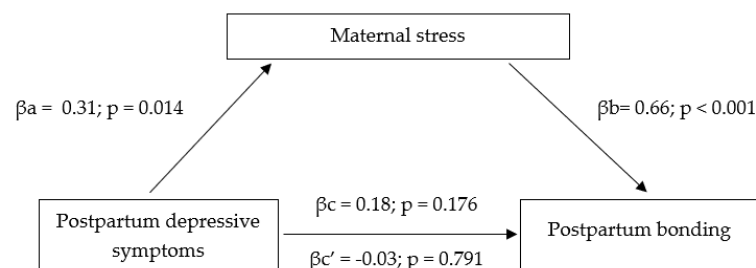 Maternal stress
βa =  0.31; p = 0.014
βb= 0.66; p < 0.001
Postpartum depressive
symptoms
βc = 0.18; p = 0.176
βc′ = -0.03; p = 0.791
Postpartum bonding